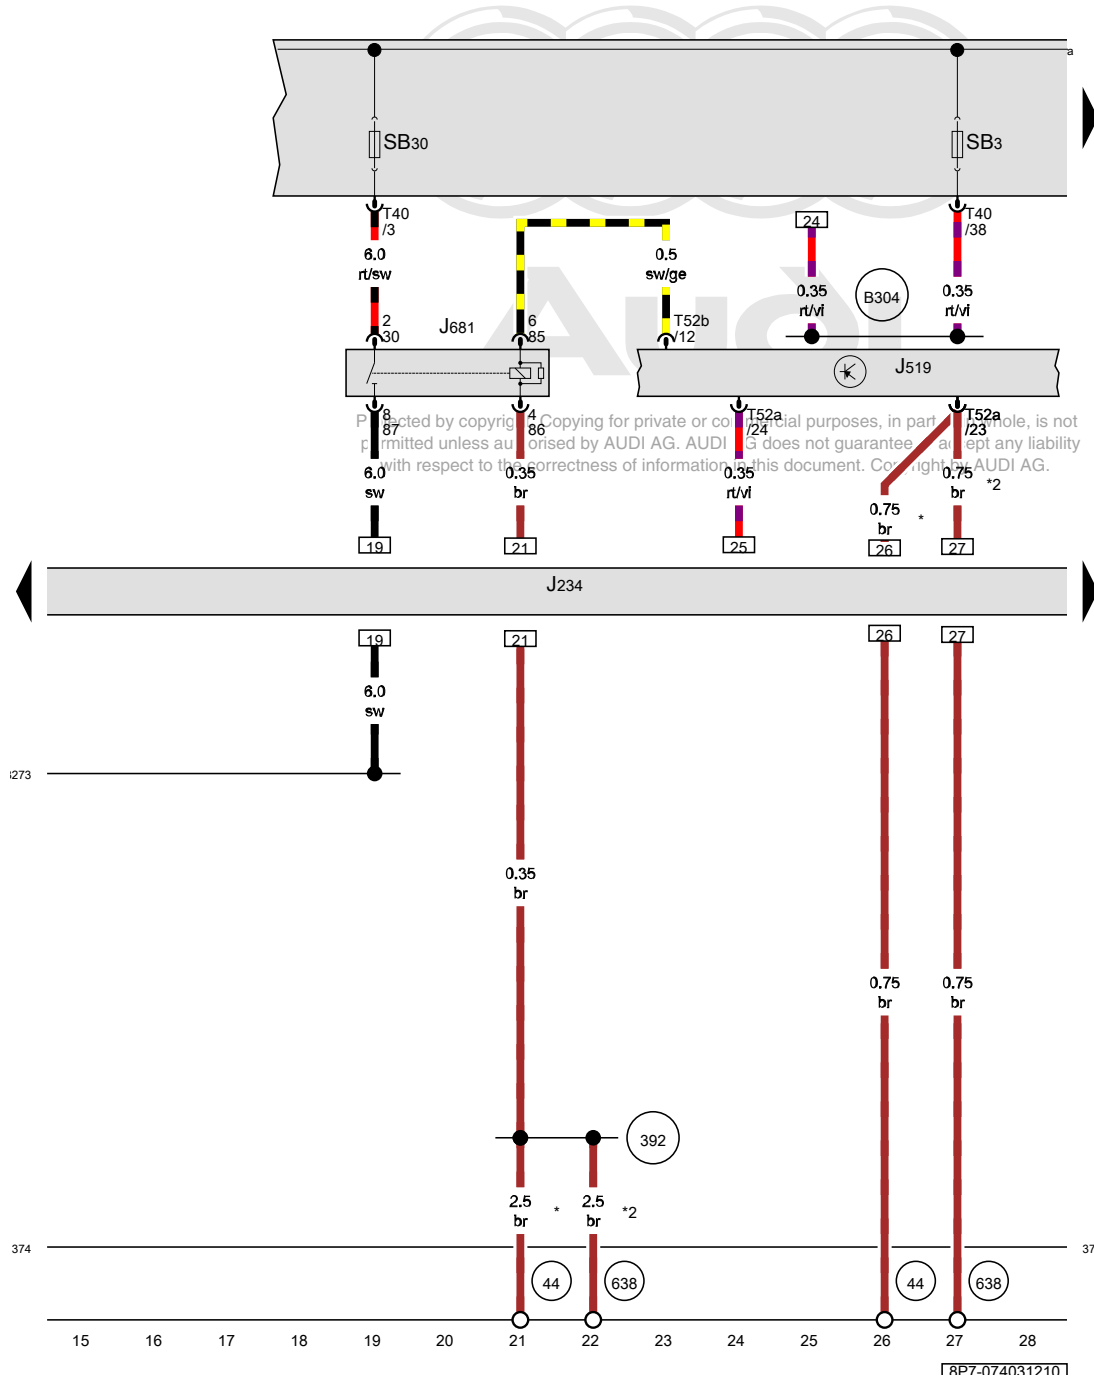 a
SB30
SB3
T40
/3
T40
/38
24
6.0
rt/sw
0.5
sw/ge
0.35
rt/vi
B304
0.35
rt/vi
Audi
2
30
J681
6
85
T52b
/12
J519
8
87
4
86
T52a
/24
T52a
/23
Protected by copyright. Copying for private or commercial purposes, in part or in whole, is not
permitted unless authorised by AUDI AG. AUDI AG does not guarantee or accept any liability
with respect to the correctness of information in this document. Copyright by AUDI AG.
6.0
sw
0.35
br
0.35
rt/vi
0.75
br
*
0.75
br
*2
19
21
25
26
27
J234
19
21
26
27
6.0
sw
3273
0.35
br
0.75
br
0.75
br
392
2.5
br
*
2.5
br
*2
374
37
44
638
44
638
15 16 17 18 19 20 21 22 23 24 25 26 27 28
8P7-074031210